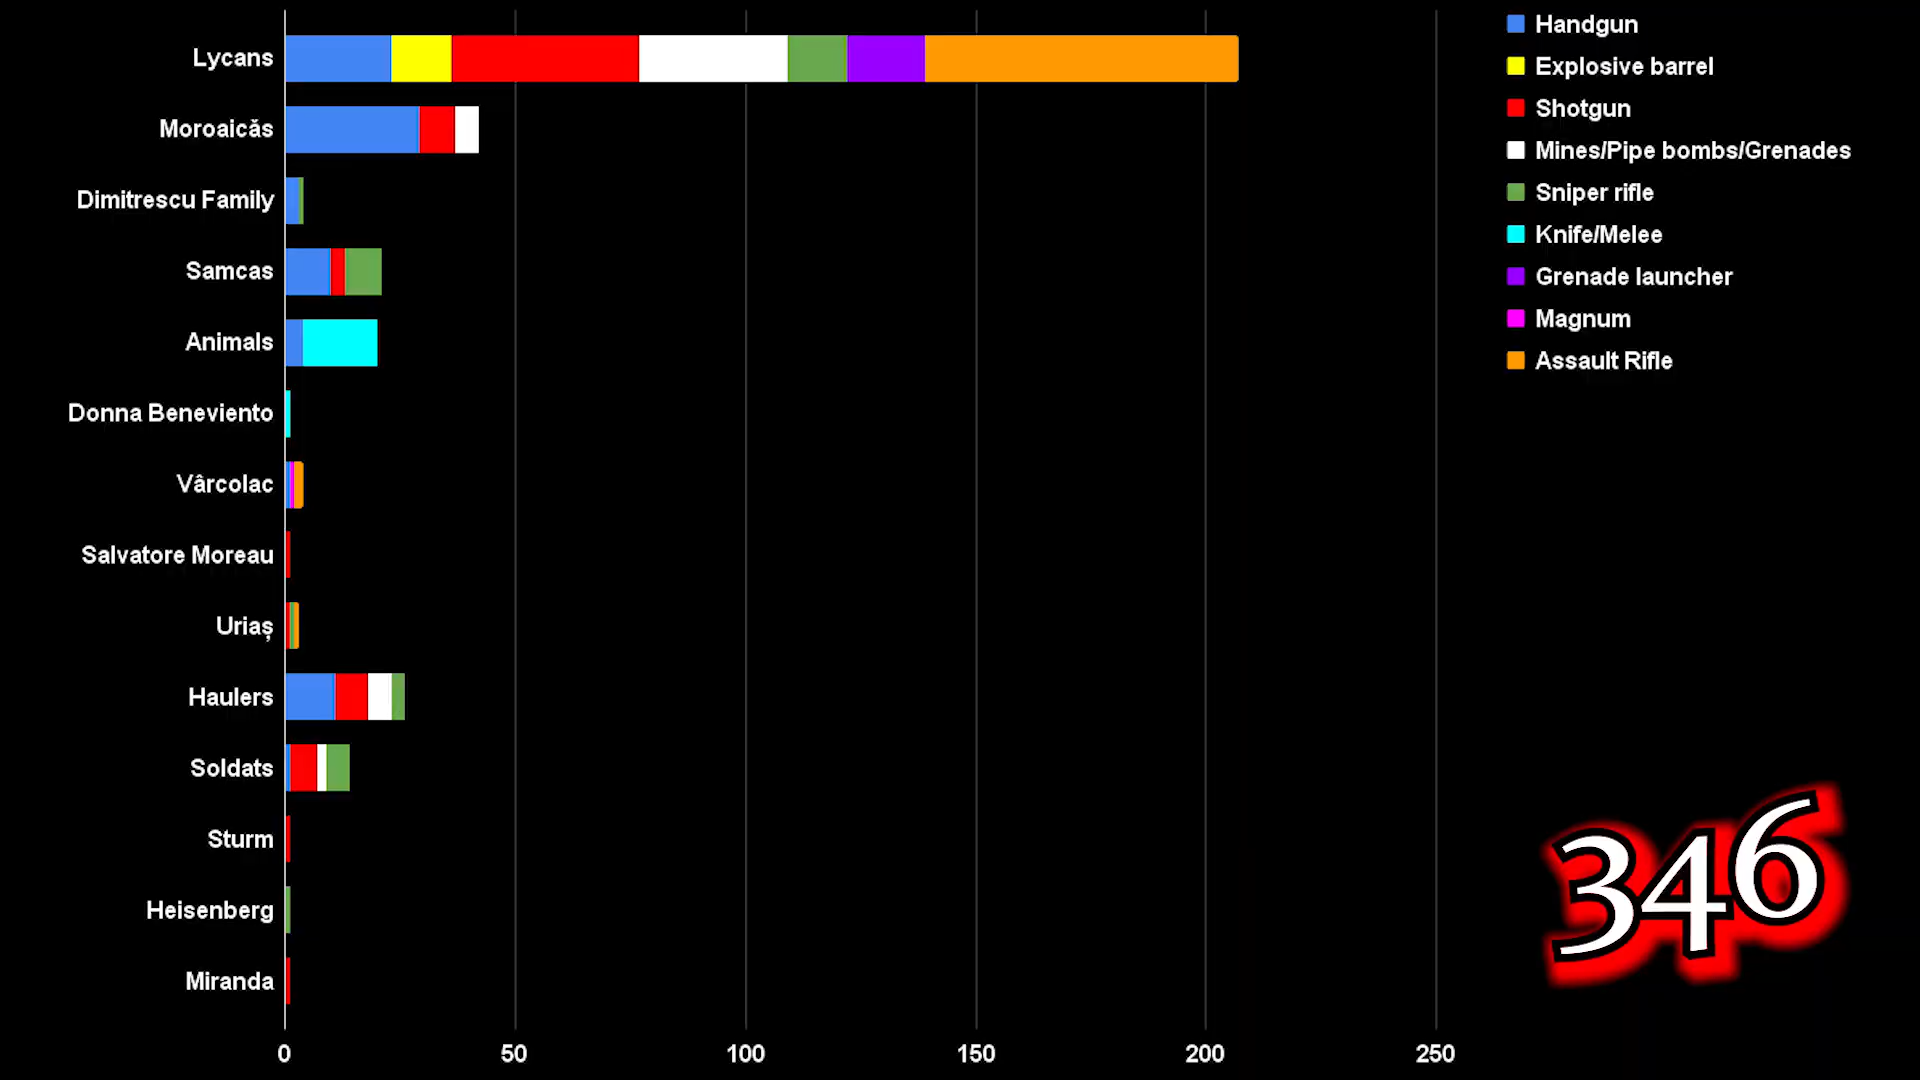 Lycans
Moroaicăs
Dimitrescu Family
Samcas
Animals
Donna Beneviento
Vârcolac
Salvatore Moreau
Uriaș
Haulers
Soldats
Sturm
Heisenberg
Miranda
0 50 100 150 200 250
Handgun
Explosive barrel
Shotgun
Mines/Pipe bombs/Grenades
Sniper rifle
Knife/Melee
Grenade launcher
Magnum
Assault Rifle
346